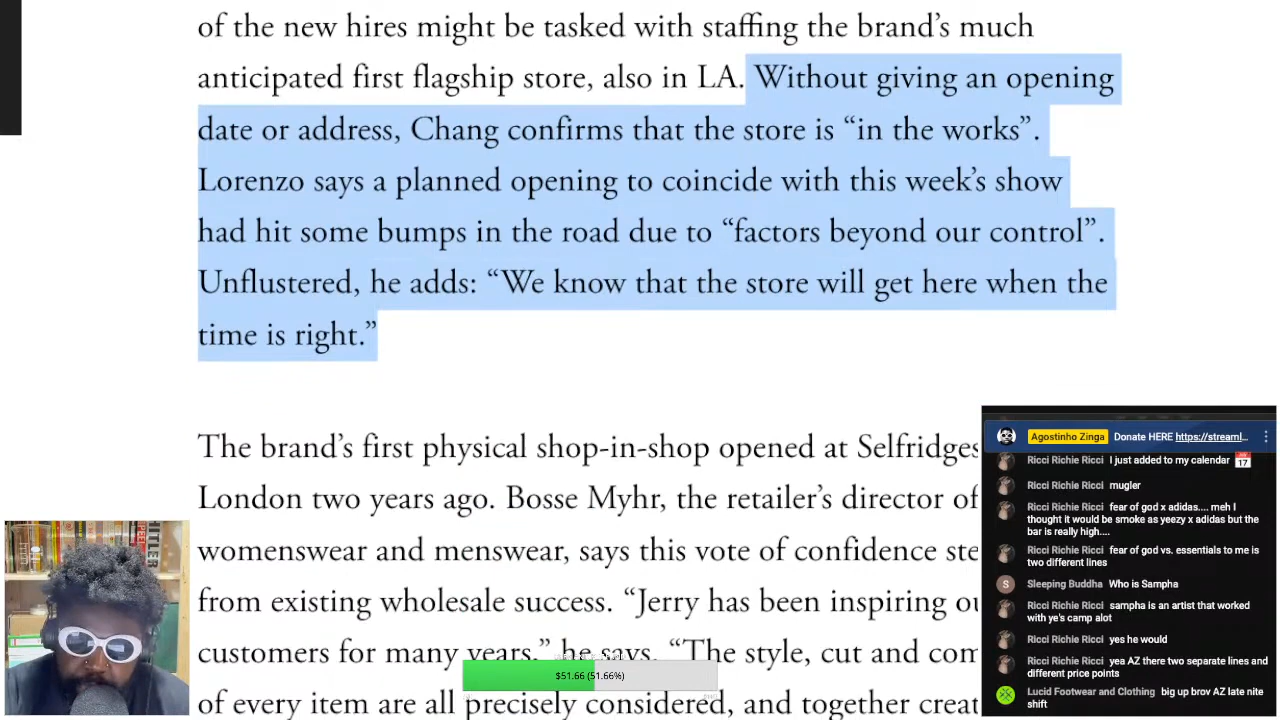 of the new hires might be tasked with staffing the brand’s much
anticipated first flagship store, also in LA. Without giving an opening
date or address, Chang confirms that the store is “in the works”.
Lorenzo says a planned opening to coincide with this week’s show
had hit some bumps in the road due to “factors beyond our control”.
Unflustered, he adds: “We know that the store will get here when the
time is right.”
The brand’s first physical shop-in-shop opened at Selfridges
London two years ago. Bosse Myhr, the retailer’s director of
womenswear and menswear, says this vote of confidence ste
from existing wholesale success. “Jerry has been inspiring ou
customers for many years,” he says. “The style, cut and com
of every item are all precisely considered, and together creat
$51.66 (51.66%)
Agostinho Zinga Donate HERE https://streaml...
Ricci Richie Ricci I just added to my calendar 17
Ricci Richie Ricci mugler
Ricci Richie Ricci fear of god x adidas.... meh I
thought it would be smoke as yeezy x adidas but the
bar is really high....
Ricci Richie Ricci fear of god vs. essentials to me is
two different lines
S Sleeping Buddha Who is Sampha
Ricci Richie Ricci sampha is an artist that worked
with ye's camp alot
Ricci Richie Ricci yes he would
Ricci Richie Ricci yea AZ there two separate lines and
different price points
Lucid Footwear and Clothing big up brov AZ late nite
shift